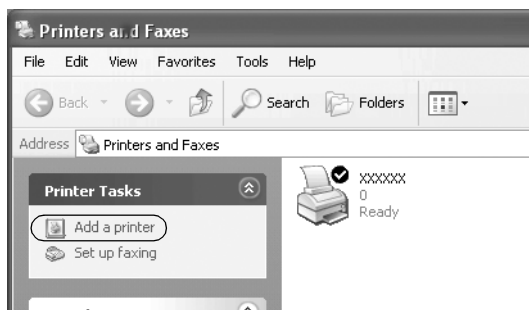 Printers and Faxes
File Edit View Favorites Tools Help
Back Search Folders
Address Printers and Faxes
Printer Tasks
Add a printer
Set up faxing
xxxxxx
0
Ready